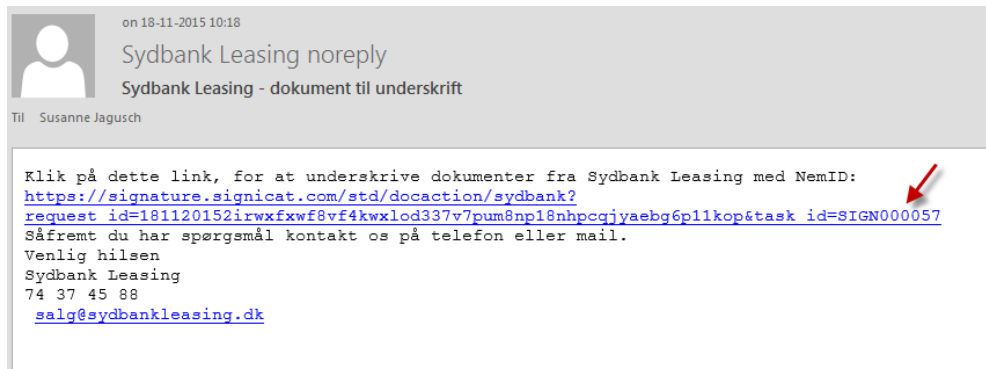 on 18-11-2015 10:18
Sydbank Leasing noreply
Sydbank Leasing - dokument til underskrift
Til Susanne Jagusch
Klik på dette link, for at underskrive dokumenter fra Sydbank Leasing med NemID:
https://signature.signicat.com/std/docaction/sydbank?
request_id=181120152irwxfxwf8vf4kwxlod337v7pum8np18nhpcqjyaebg6p11kop&task_id=SIGN000057
Såfremt du har spørgsmål kontakt os på telefon eller mail.
Venlig hilsen
Sydbank Leasing
74 37 45 88
salg@sydbankleasing.dk